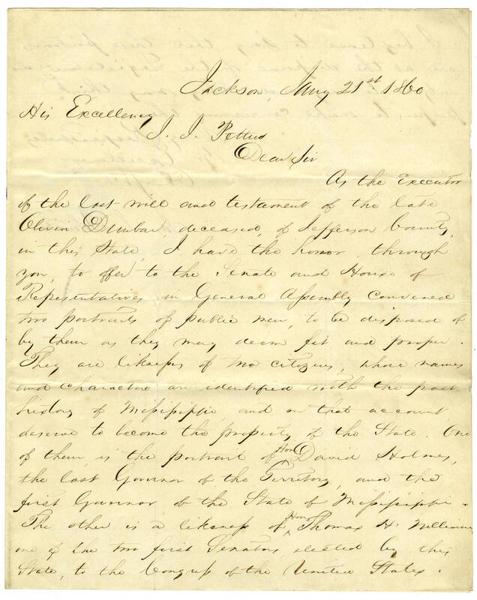 Jackson, Jany 21st 1860
His Excellency
J. J. Pettus
Dear Sir
As the Executor
of the last will and testament of the late
Oliver Dunbar, deceased, of Jefferson County,
in this State, I have the honor through
you, to offer to the Senate and House of
Representatives in General Assembly convened
two portraits of public men, to be disposed of
by them as they may deem fit and proper.
They are likenesses of two citizens, whose names
and characters are identified with the past
history of Mississippi, and on that account
deserve to become the property of the State. One
of them is the portrait of Hon David Holmes,
the last Govenor of the Territory, and the
first Governor of the State of Mississippi.
The other is a likeness of Hon Thomas H. Williams
one of the two first Senators elected by this
State, to the Congress of the United States.